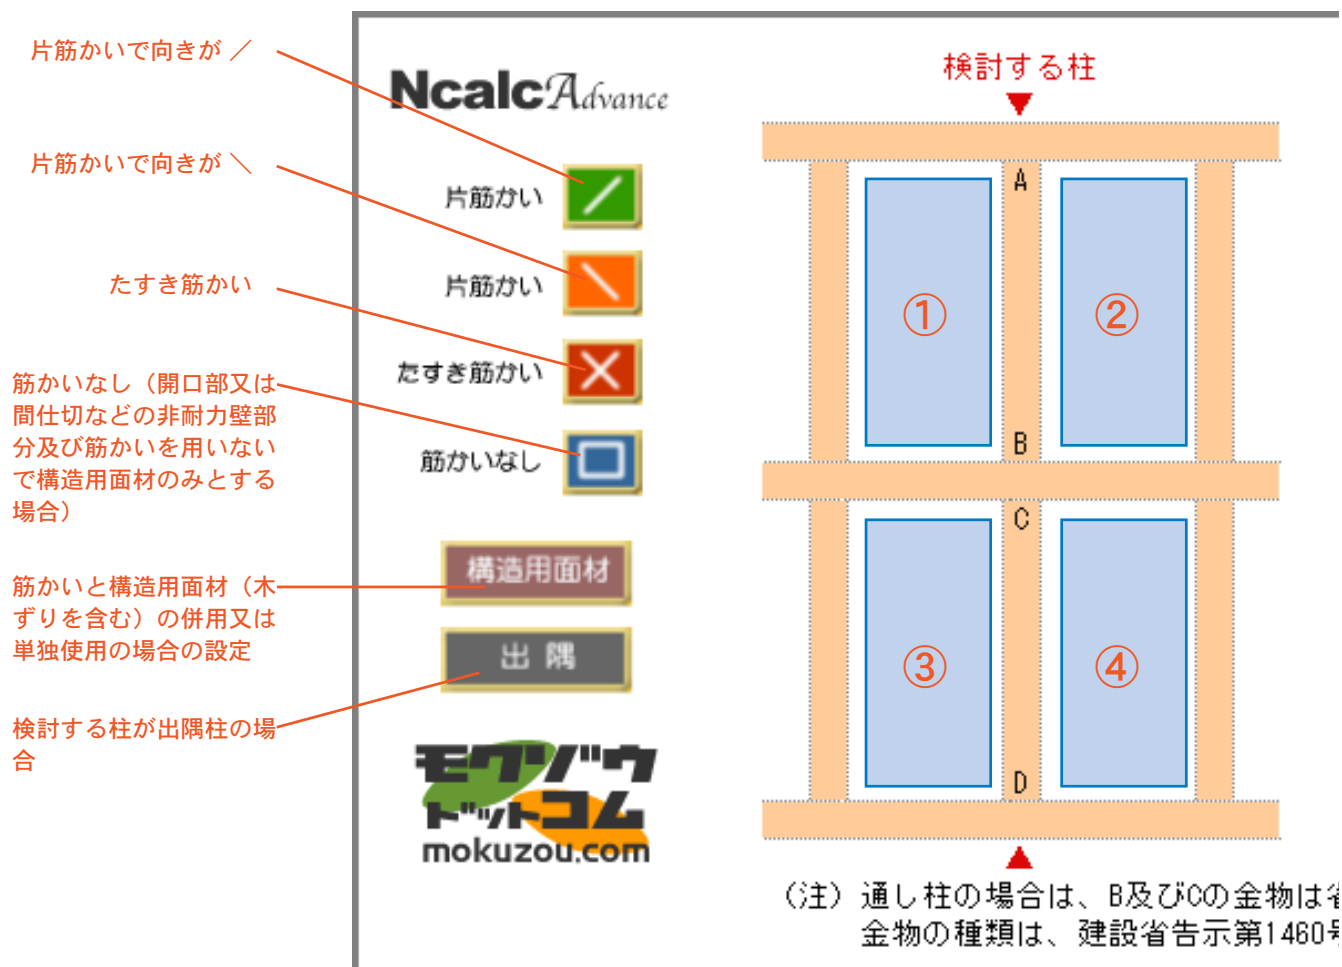 片筋かいで向きが ／
片筋かいで向きが ＼
たすき筋かい
筋かいなし（開口部又は
間仕切などの非耐力壁部
分及び筋かいを用いない
で構造用面材のみとする
場合）
筋かいと構造用面材（木
ずりを含む）の併用又は
単独使用の場合の設定
検討する柱が出隅柱の場
合
NcalcAdvance
片筋かい
片筋かい
たすき筋かい
筋かいなし
構造用面材
出 隅
モクゾウ
ドットコム
mokuzou.com
検討する柱
A
① ②
B
C
③ ④
D
（注）通し柱の場合は、B及びCの金物は
金物の種類は、建設省告示第1460